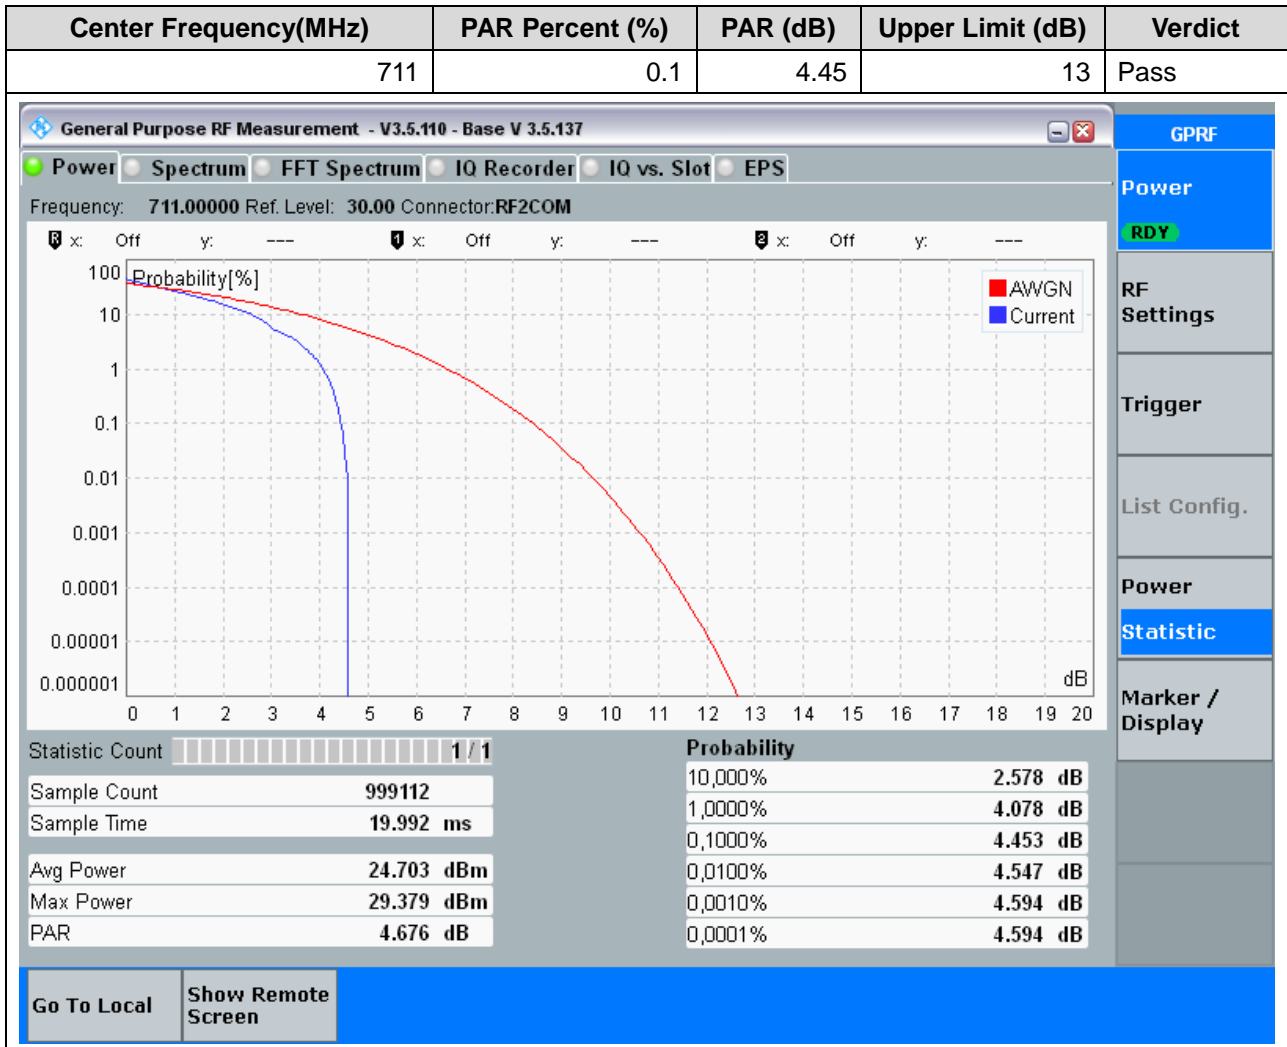 Center Frequency(MHz) PAR Percent (%) PAR (dB) Upper Limit (dB) Verdict
711 0.1 4.45 13 Pass
General Purpose RF Measurement - V3.5.110 - Base V 3.5.137
GPRF
Power Spectrum FFT Spectrum IQ Recorder IQ vs. Slot EPS
Frequency: 711.00000 Ref. Level: 30.00 Connector:RF2COM
R x: Off y: --- 1 x: Off y: --- 2 x: Off y: ---
Probability[%]
100
10
1
0.1
0.01
0.001
0.0001
0.00001
0.000001
AWGN
Current
dB
0 1 2 3 4 5 6 7 8 9 10 11 12 13 14 15 16 17 18 19 20
Statistic Count 1 / 1
Sample Count 999112
Sample Time 19.992 ms
Avg Power 24.703 dBm
Max Power 29.379 dBm
PAR 4.676 dB
Probability
10,000% 2.578 dB
1,0000% 4.078 dB
0,1000% 4.453 dB
0,0100% 4.547 dB
0,0010% 4.594 dB
0,0001% 4.594 dB
Power
RDY
RF
Settings
Trigger
List Config.
Power
Statistic
Marker /
Display
Go To Local
Show Remote
Screen